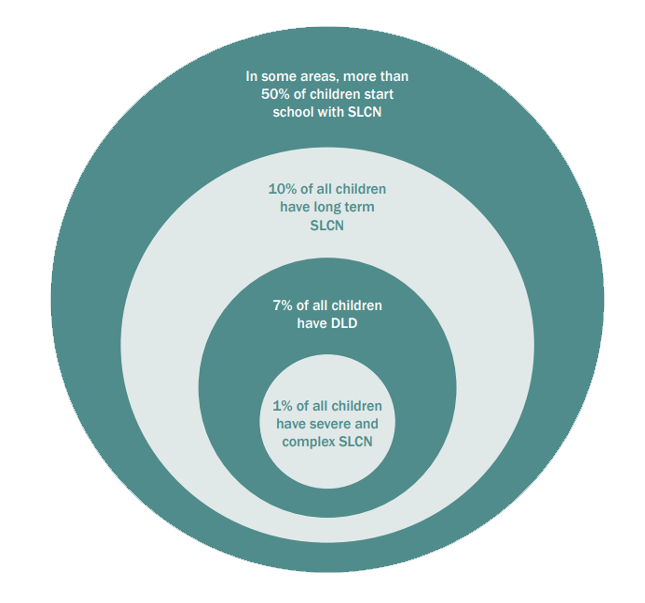 In some areas, more than
50% of children start
school with SLCN
10% of all children
have long term
SLCN
7% of all children
have DLD
1% of all children
have severe and
complex SLCN